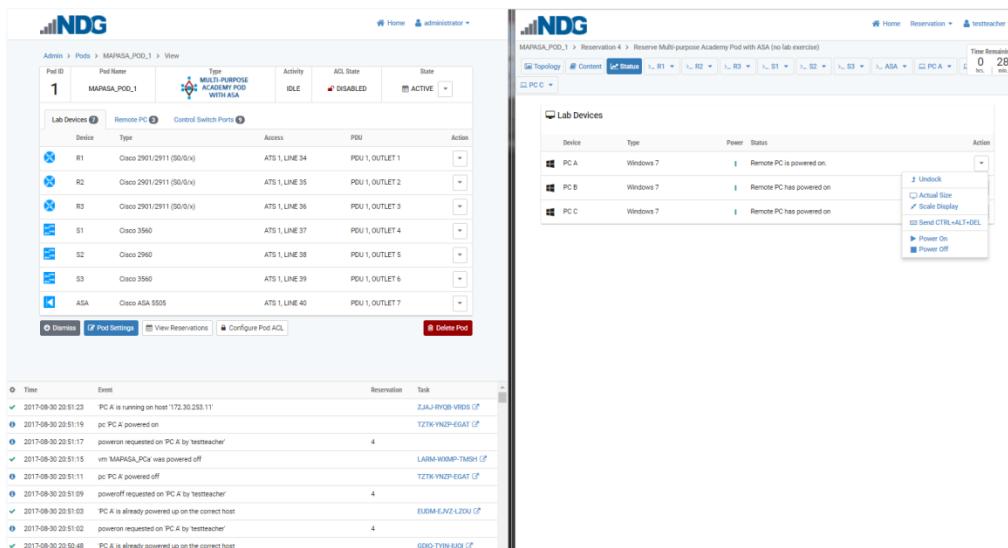 NDG
Home administrator
Admin > Pods > MAPASA_POD_1 > View
Pod ID Pod Name Type Activity ACL State State
1 MAPASA_POD_1 MULTI-PURPOSE ACADEMY POD WITH ASA IDLE DISABLED ACTIVE
Lab Devices 7 Remote PC 3 Control Switch Ports 9
Device Type Access PDU Action
R1 Cisco 2901/2911 (S0/0/x) ATS 1, LINE 34 PDU 1, OUTLET 1
R2 Cisco 2901/2911 (S0/0/x) ATS 1, LINE 35 PDU 1, OUTLET 2
R3 Cisco 2901/2911 (S0/0/x) ATS 1, LINE 36 PDU 1, OUTLET 3
S1 Cisco 3560 ATS 1, LINE 37 PDU 1, OUTLET 4
S2 Cisco 2960 ATS 1, LINE 38 PDU 1, OUTLET 5
S3 Cisco 3560 ATS 1, LINE 39 PDU 1, OUTLET 6
ASA Cisco ASA 5505 ATS 1, LINE 40 PDU 1, OUTLET 7
Dismiss Pod Settings View Reservations Configure Pod ACL Delete Pod
Time Event Reservation Task
2017-08-30 20:51:23 'PC A' is running on host '172.30.253.11' ZJAJ-RYQB-VRDS
2017-08-30 20:51:19 pc 'PC A' powered on TZTK-YNZP-EGAT
2017-08-30 20:51:17 poweron requested on 'PC A' by 'testteacher' 4
2017-08-30 20:51:15 vm 'MAPASA_PCa' was powered off LARM-WXMP-TMSH
2017-08-30 20:51:11 pc 'PC A' powered off TZTK-YNZP-EGAT
2017-08-30 20:51:09 poweroff requested on 'PC A' by 'testteacher' 4
2017-08-30 20:51:03 'PC A' is already powered up on the correct host EUDM-EJVZ-LZOU
2017-08-30 20:51:02 poweron requested on 'PC A' by 'testteacher' 4
2017-08-30 20:50:48 'PC A' is already powered up on the correct host GDIO-TYIN-IUQI
NDG
Home Reservation testteacher
MAPASA_POD_1 > Reservation 4 > Reserve Multi-purpose Academy Pod with ASA (no lab exercise)
Time Remaining
0 28
hrs. min.
Topology Content Status R1 R2 R3 S1 S2 S3 ASA PC A
PC C
Lab Devices
Device Type Power Status Action
PC A Windows 7 Remote PC is powered on.
PC B Windows 7 Remote PC has powered on
PC C Windows 7 Remote PC has powered on
Undock
Actual Size
Scale Display
Send CTRL+ALT+DEL
Power On
Power Off